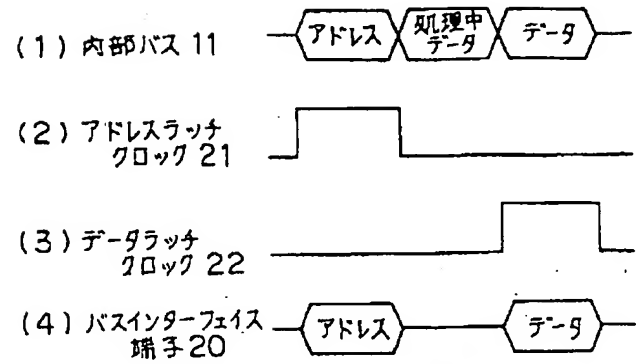 (1) 内部バス 11
アドレス
処理中
データ
データ
(2) アドレスラッチ
クロック 21
(3) データラッチ
クロック 22
(4) バスインターフェイス
端子 20
アドレス
データ